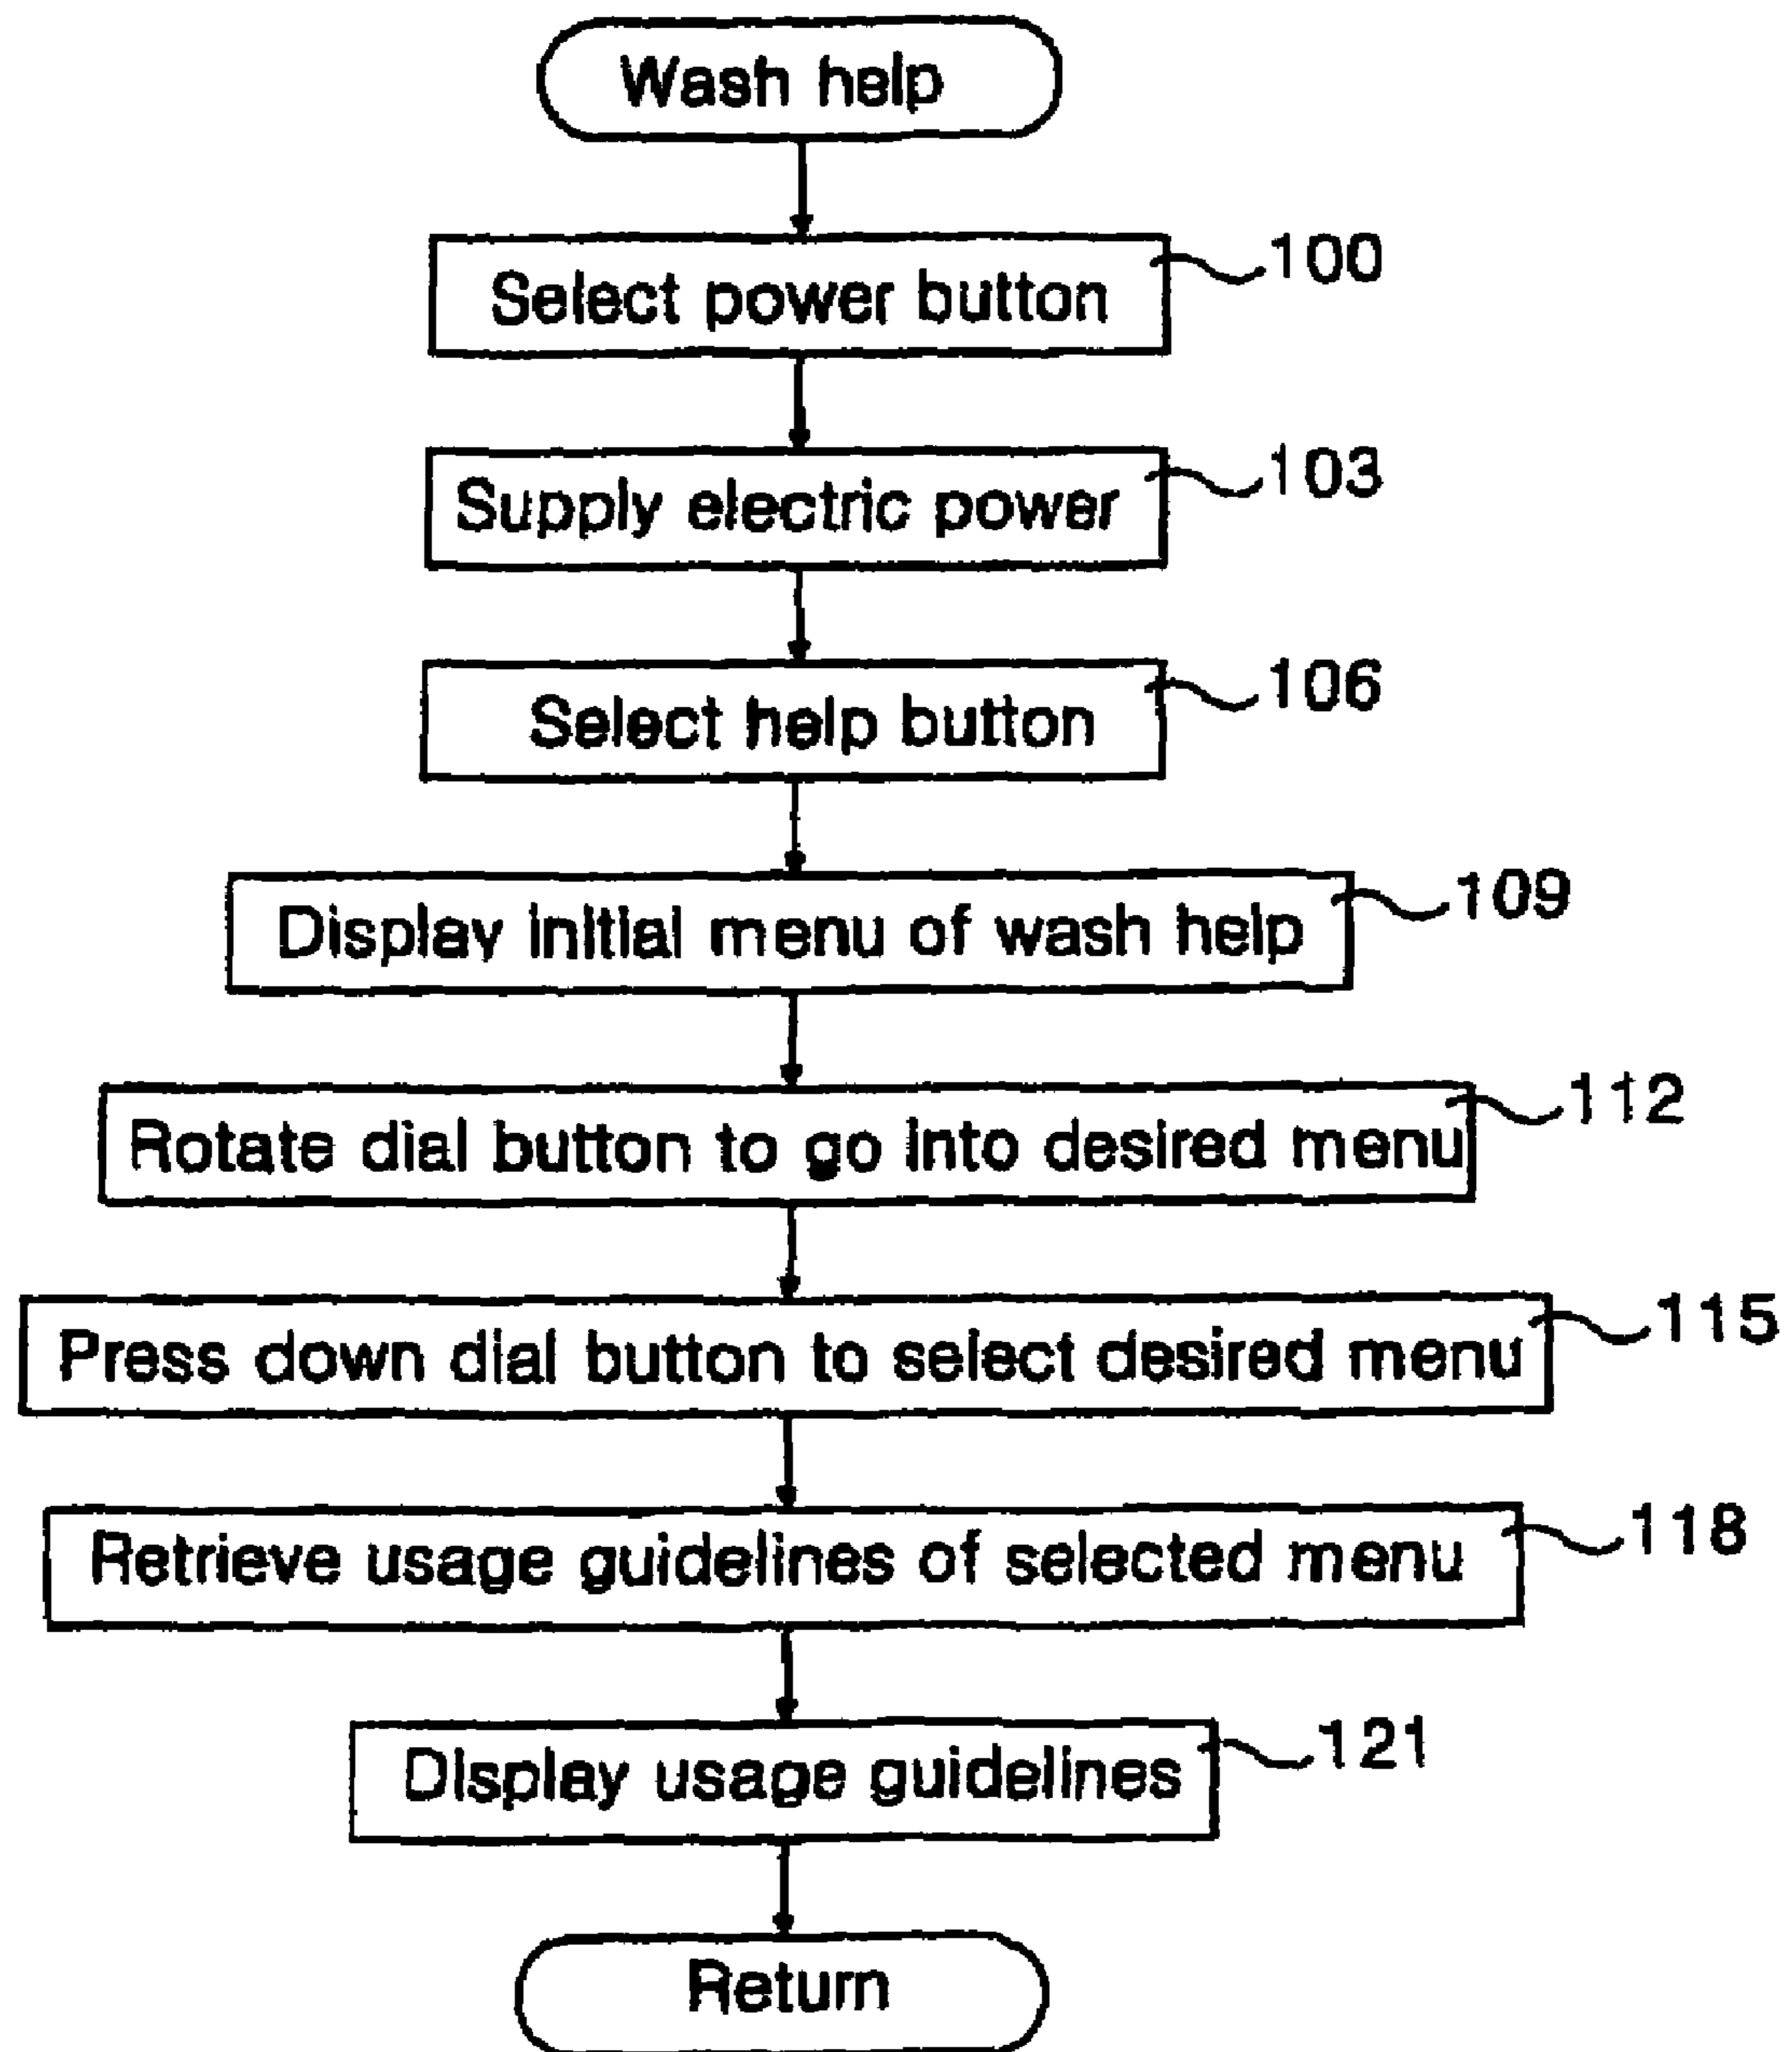 Wash help
Select power button
100
Supply electric power
103
Select help button
106
Display initial menu of wash help
109
Rotate dial button to go into desired menu
112
Press down dial button to select desired menu
115
Retrieve usage guidelines of selected menu
118
Display usage guidelines
121
Return